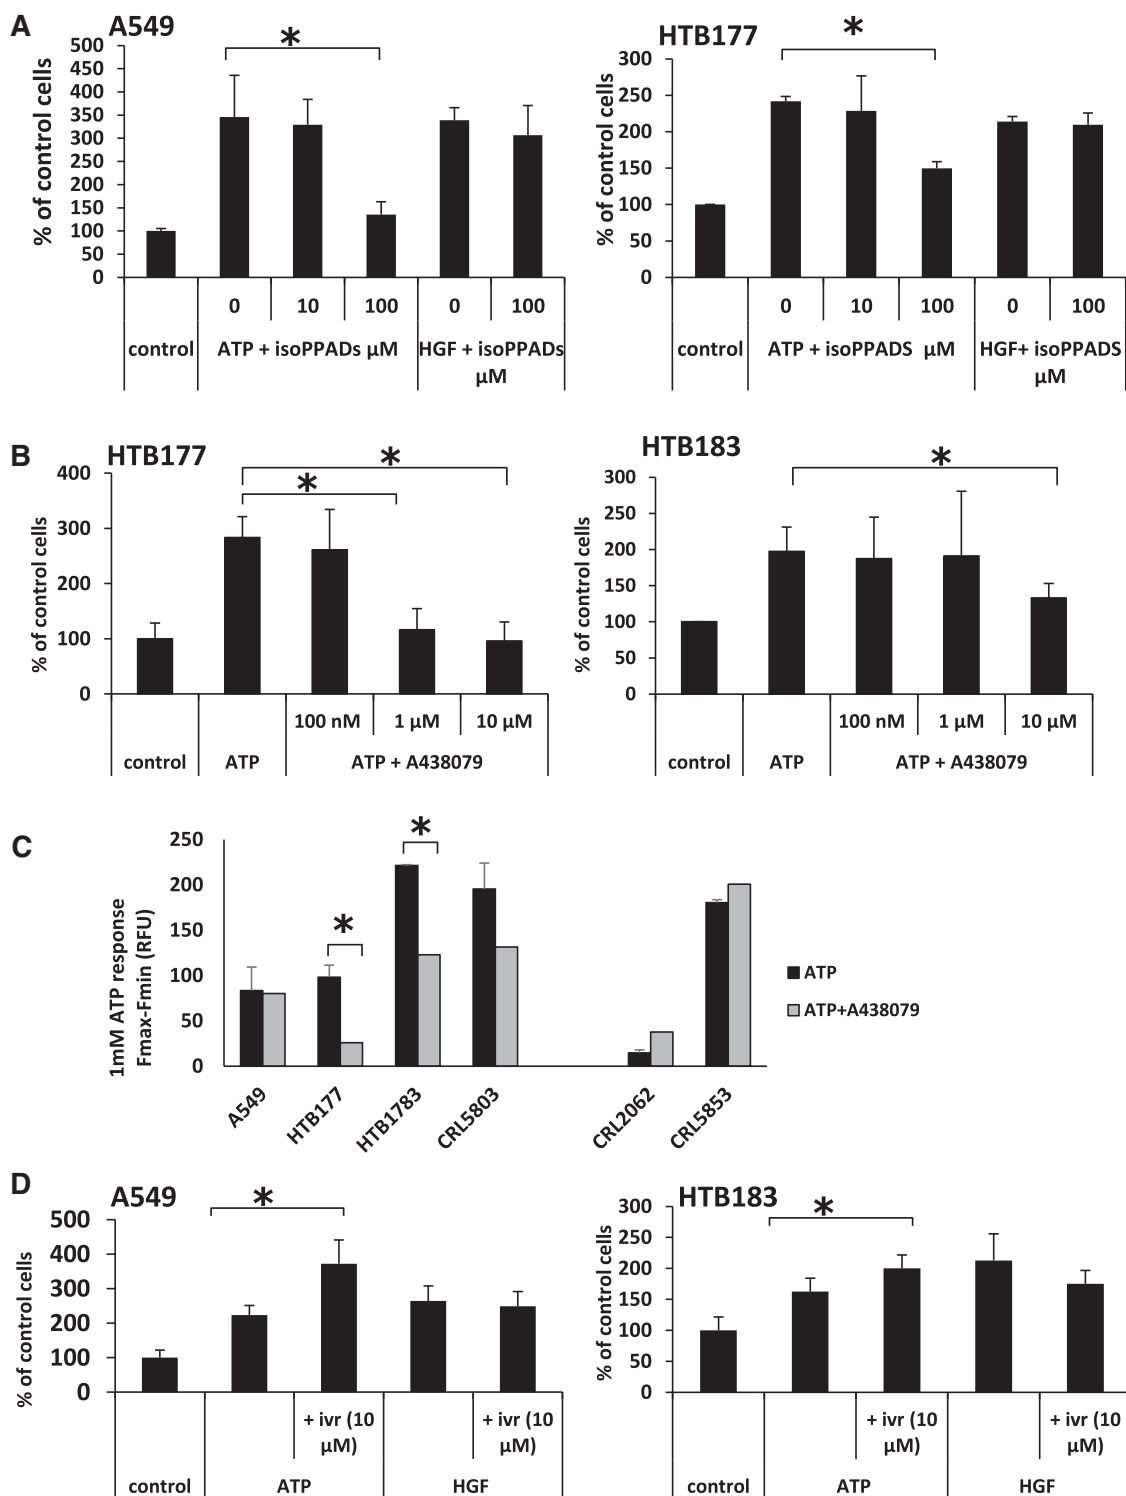 A
A549
*
500
450
400
350
300
250
200
150
100
50
0
% of control cells
0 10 100 0 100
control ATP + isoPPADs µM HGF + isoPPADs
µM
HTB177
*
300
250
200
150
100
50
0
% of control cells
0 10 100 0 100
control ATP + isoPPADS µM HGF+ isoPPADS
µM
B
HTB177
*
*
400
300
200
100
0
% of control cells
100 nM 1 µM 10 µM
control ATP ATP + A438079
HTB183
*
300
250
200
150
100
50
0
% of control cells
100 nM 1 µM 10 µM
control ATP ATP + A438079
C
*
*
250
200
150
100
50
0
1mM ATP response
Fmax-Fmin (RFU)
A549 HTB177 HTB1783 CRL5803 CRL2062 CRL5853
ATP
ATP+A438079
D
A549
*
500
400
300
200
100
0
% of control cells
+ ivr (10 + ivr (10
µM) µM)
control ATP HGF
HTB183
*
300
250
200
150
100
50
0
% of control cells
+ ivr (10 + ivr (10
µM) µM)
control ATP HGF